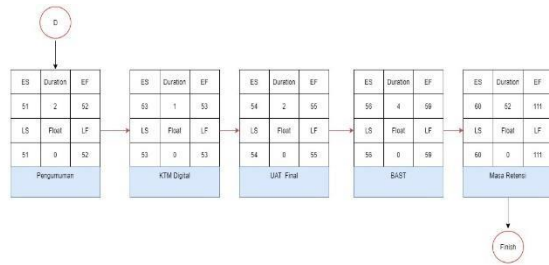 D
ES Duration EF
51 2 52
LS Float LF
51 0 52
Pengumuman
ES Duration EF
53 1 53
LS Float LF
53 0 53
KTM Digital
ES Duration EF
54 2 55
LS Float LF
54 0 55
UAT Final
ES Duration EF
56 4 59
LS Float LF
56 0 59
BAST
ES Duration EF
60 52 111
LS Float LF
60 0 111
Masa Retensi
Finish